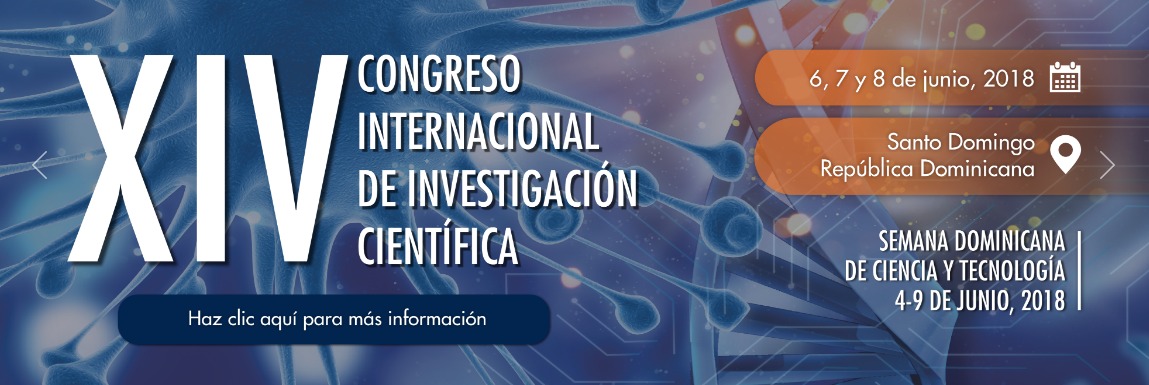 XIV
CONGRESO
INTERNACIONAL
DE INVESTIGACIÓN
CIENTÍFICA
Haz clic aquí para más información
6, 7 y 8 de junio, 2018
Santo Domingo
República Dominicana
SEMANA DOMINICANA
DE CIENCIA Y TECNOLOGÍA
4-9 DE JUNIO, 2018